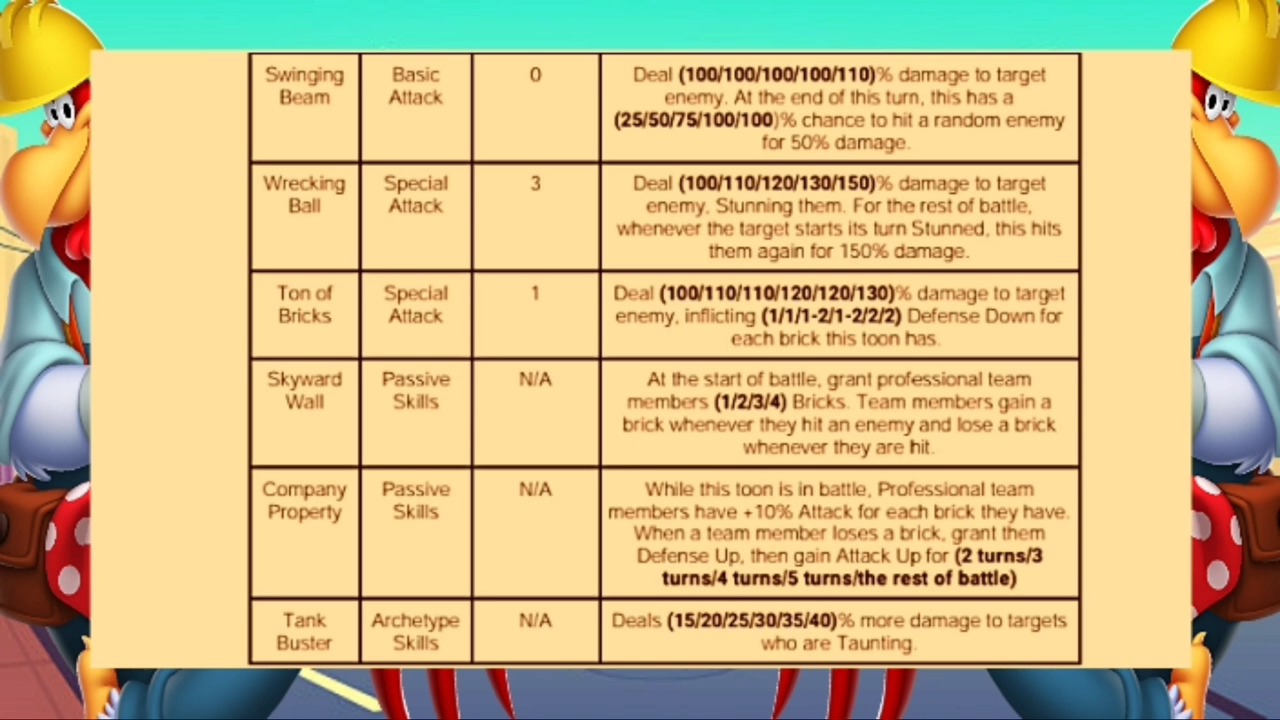 Swinging
Beam
Basic
Attack
0
Deal (100/100/100/100/110)% damage to target
enemy. At the end of this turn, this has a
(25/50/75/100/100)% chance to hit a random enemy
for 50% damage.
Wrecking
Ball
Special
Attack
3
Deal (100/110/120/130/150)% damage to target
enemy, Stunning them. For the rest of battle,
whenever the target starts its turn Stunned, this hits
them again for 150% damage.
Ton of
Bricks
Special
Attack
1
Deal (100/110/110/120/120/130)% damage to target
enemy, inflicting (1/1/1-2/1-2/2/2) Defense Down for
each brick this toon has.
Skyward
Wall
Passive
Skills
N/A
At the start of battle, grant professional team
members (1/2/3/4) Bricks. Team members gain a
brick whenever they hit an enemy and lose a brick
whenever they are hit.
Company
Property
Passive
Skills
N/A
While this toon is in battle, Professional team
members have +10% Attack for each brick they have.
When a team member loses a brick, grant them
Defense Up, then gain Attack Up for (2 turns/3
turns/4 turns/5 turns/the rest of battle)
Tank
Buster
Archetype
Skills
N/A
Deals (15/20/25/30/35/40)% more damage to targets
who are Taunting.